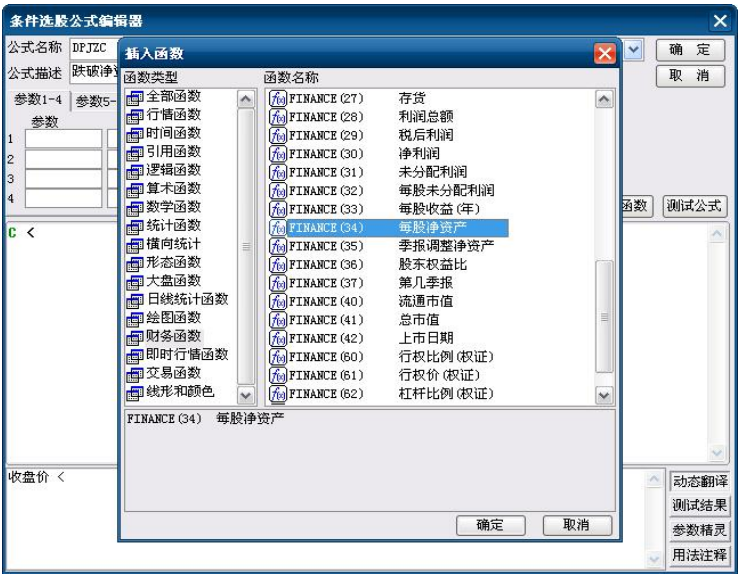 条件选股公式编辑器
公式名称 DPJZC
确 定
公式描述 跌破净
取 消
参数1-4 参数5-
参数
1
2
3
4
函数 测试公式
C <
插入函数
函数类型
全部函数
行情函数
时间函数
引用函数
逻辑函数
算术函数
数学函数
统计函数
横向统计
形态函数
大盘函数
日线统计函数
绘图函数
财务函数
即时行情函数
交易函数
线形和颜色
函数名称
FINANCE(27) 存货
FINANCE(28) 利润总额
FINANCE(29) 税后利润
FINANCE(30) 净利润
FINANCE(31) 未分配利润
FINANCE(32) 每股未分配利润
FINANCE(33) 每股收益(年)
FINANCE(34) 每股净资产
FINANCE(35) 季报调整净资产
FINANCE(36) 股东权益比
FINANCE(37) 第几季报
FINANCE(40) 流通市值
FINANCE(41) 总市值
FINANCE(42) 上市日期
FINANCE(60) 行权比例(权证)
FINANCE(61) 行权价(权证)
FINANCE(62) 杠杆比例(权证)
FINANCE(34) 每股净资产
确定 取消
收盘价 <
动态翻译
测试结果
参数精灵
用法注释